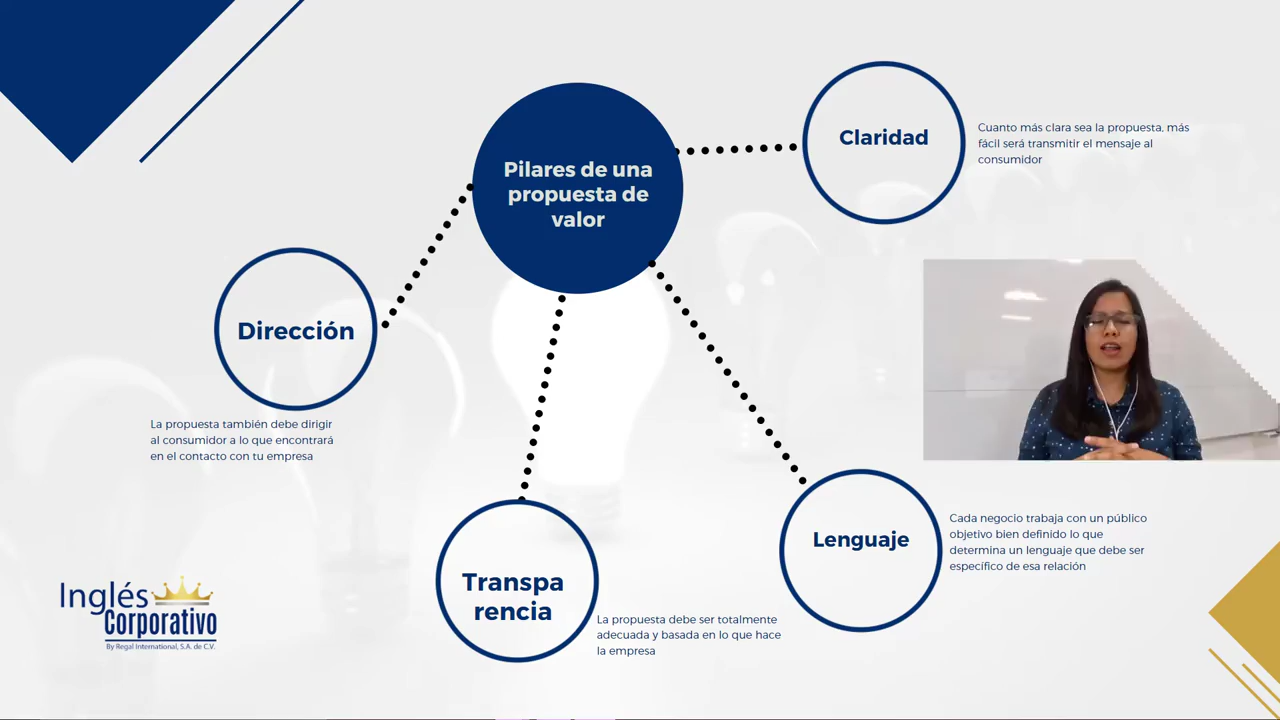 Pilares de una
propuesta de
valor
Claridad
Cuanto más clara sea la propuesta, más
fácil será transmitir el mensaje al
consumidor
Dirección
La propuesta también debe dirigir
al consumidor a lo que encontrará
en el contacto con tu empresa
Transpa
rencia
La propuesta debe ser totalmente
adecuada y basada en lo que hace
la empresa
Lenguaje
Cada negocio trabaja con un público
objetivo bien definido lo que
determina un lenguaje que debe ser
específico de esa relación
Inglés
Corporativo
By Regal International, S.A. de C.V.